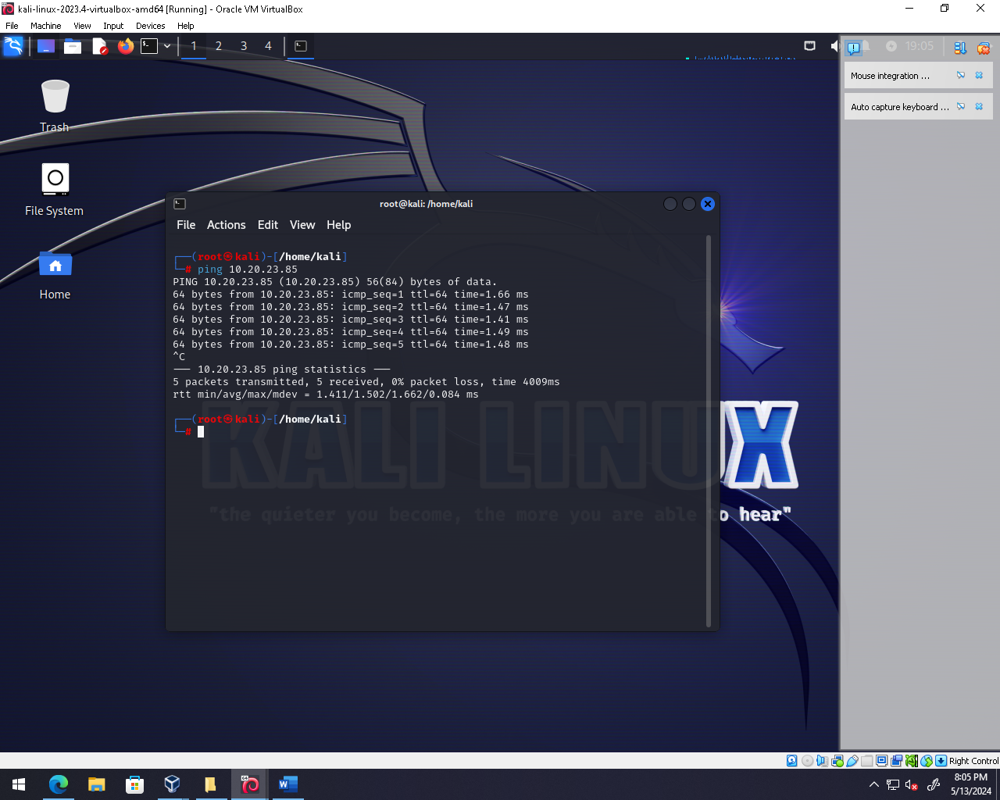 kali-linux-2023.4-virtualbox-amd64 [Running] - Oracle VM VirtualBox
File Machine View Input Devices Help
1 2 3 4
19:05
Mouse integration ...
Auto capture keyboard ...
Trash
File System
Home
root@kali: /home/kali
File Actions Edit View Help
┌──(root㉿kali)-[/home/kali]
└─# ping 10.20.23.85
PING 10.20.23.85 (10.20.23.85) 56(84) bytes of data.
64 bytes from 10.20.23.85: icmp_seq=1 ttl=64 time=1.66 ms
64 bytes from 10.20.23.85: icmp_seq=2 ttl=64 time=1.47 ms
64 bytes from 10.20.23.85: icmp_seq=3 ttl=64 time=1.41 ms
64 bytes from 10.20.23.85: icmp_seq=4 ttl=64 time=1.49 ms
64 bytes from 10.20.23.85: icmp_seq=5 ttl=64 time=1.48 ms
^C
--- 10.20.23.85 ping statistics ---
5 packets transmitted, 5 received, 0% packet loss, time 4009ms
rtt min/avg/max/mdev = 1.411/1.502/1.662/0.084 ms
┌──(root㉿kali)-[/home/kali]
└─#
KALI LINUX
"the quieter you become, the more you are able to hear"
Right Control
8:05 PM
5/13/2024